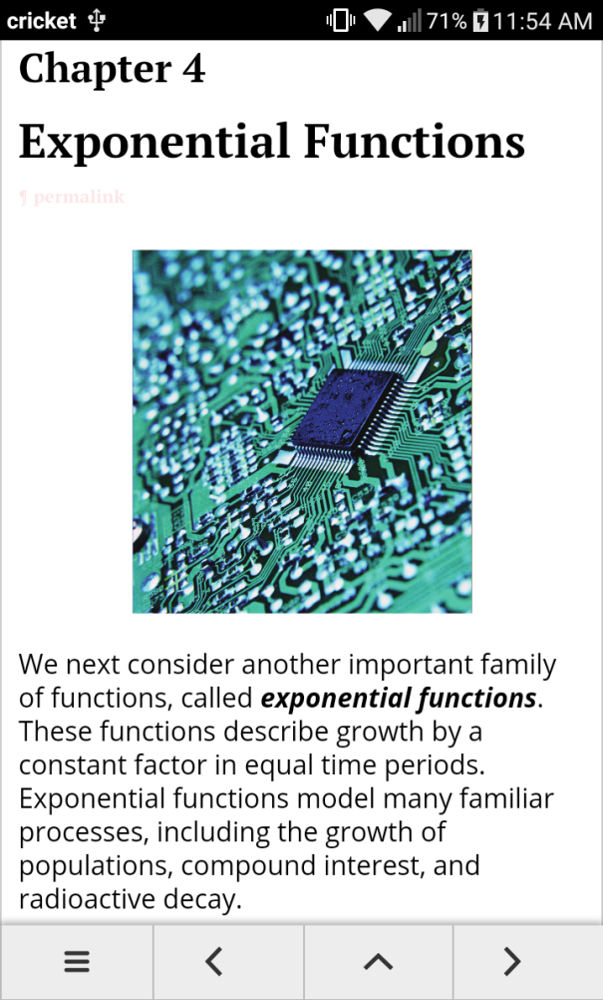 cricket 71% 11:54 AM
Chapter 4
Exponential Functions
¶ permalink
We next consider another important family
of functions, called exponential functions.
These functions describe growth by a
constant factor in equal time periods.
Exponential functions model many familiar
processes, including the growth of
populations, compound interest, and
radioactive decay.